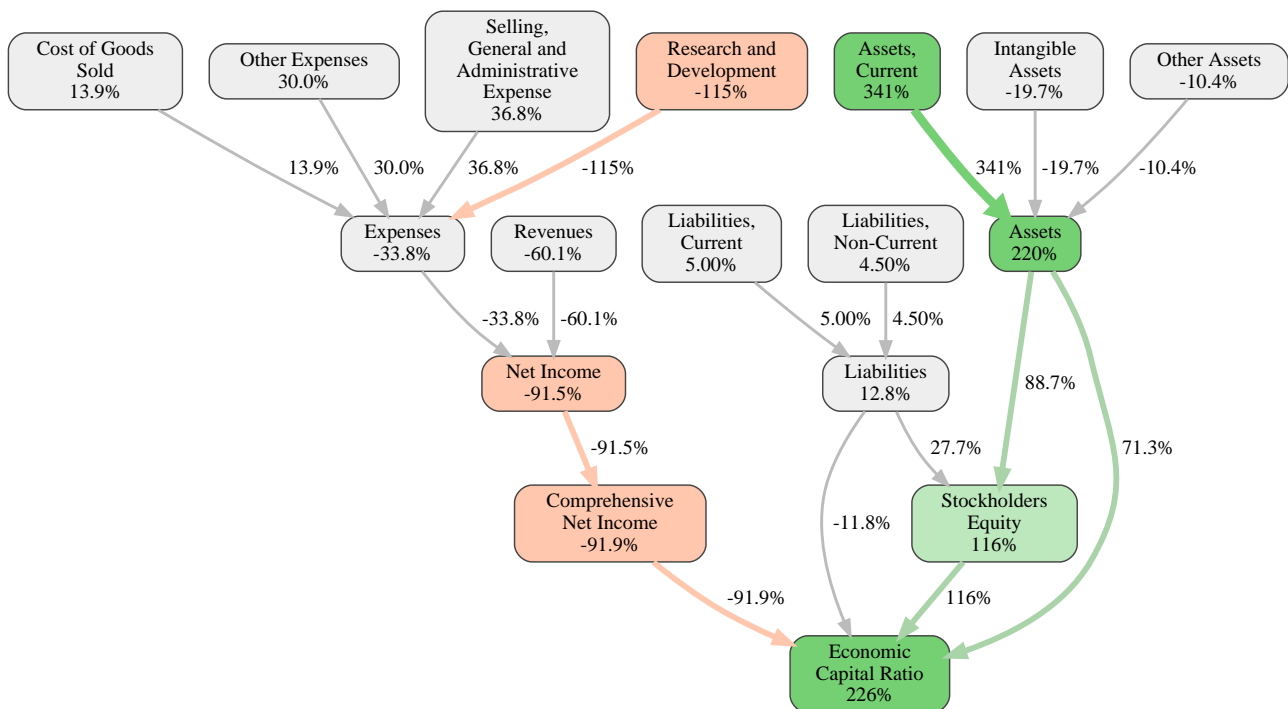 Cost of Goods
Sold
13.9%
Other Expenses
30.0%
Selling,
General and
Administrative
Expense
36.8%
Research and
Development
-115%
Assets,
Current
341%
Intangible
Assets
-19.7%
Other Assets
-10.4%
13.9%
30.0%
36.8%
-115%
341%
-19.7%
-10.4%
Expenses
-33.8%
Revenues
-60.1%
Liabilities,
Current
5.00%
Liabilities,
Non-Current
4.50%
Assets
220%
-33.8%
-60.1%
5.00%
4.50%
Net Income
-91.5%
Liabilities
12.8%
88.7%
71.3%
-91.5%
27.7%
Comprehensive
Net Income
-91.9%
-11.8%
Stockholders
Equity
116%
-91.9%
116%
Economic
Capital Ratio
226%